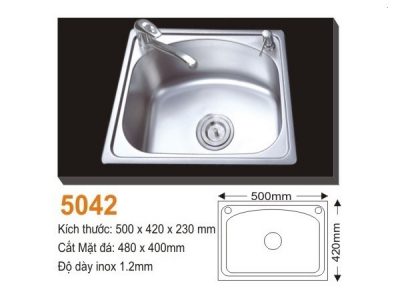 5042
Kích thước: 500 x 420 x 230 mm
Cắt Mặt đá: 480 x 400mm
Độ dày inox 1.2mm
500mm
420mm